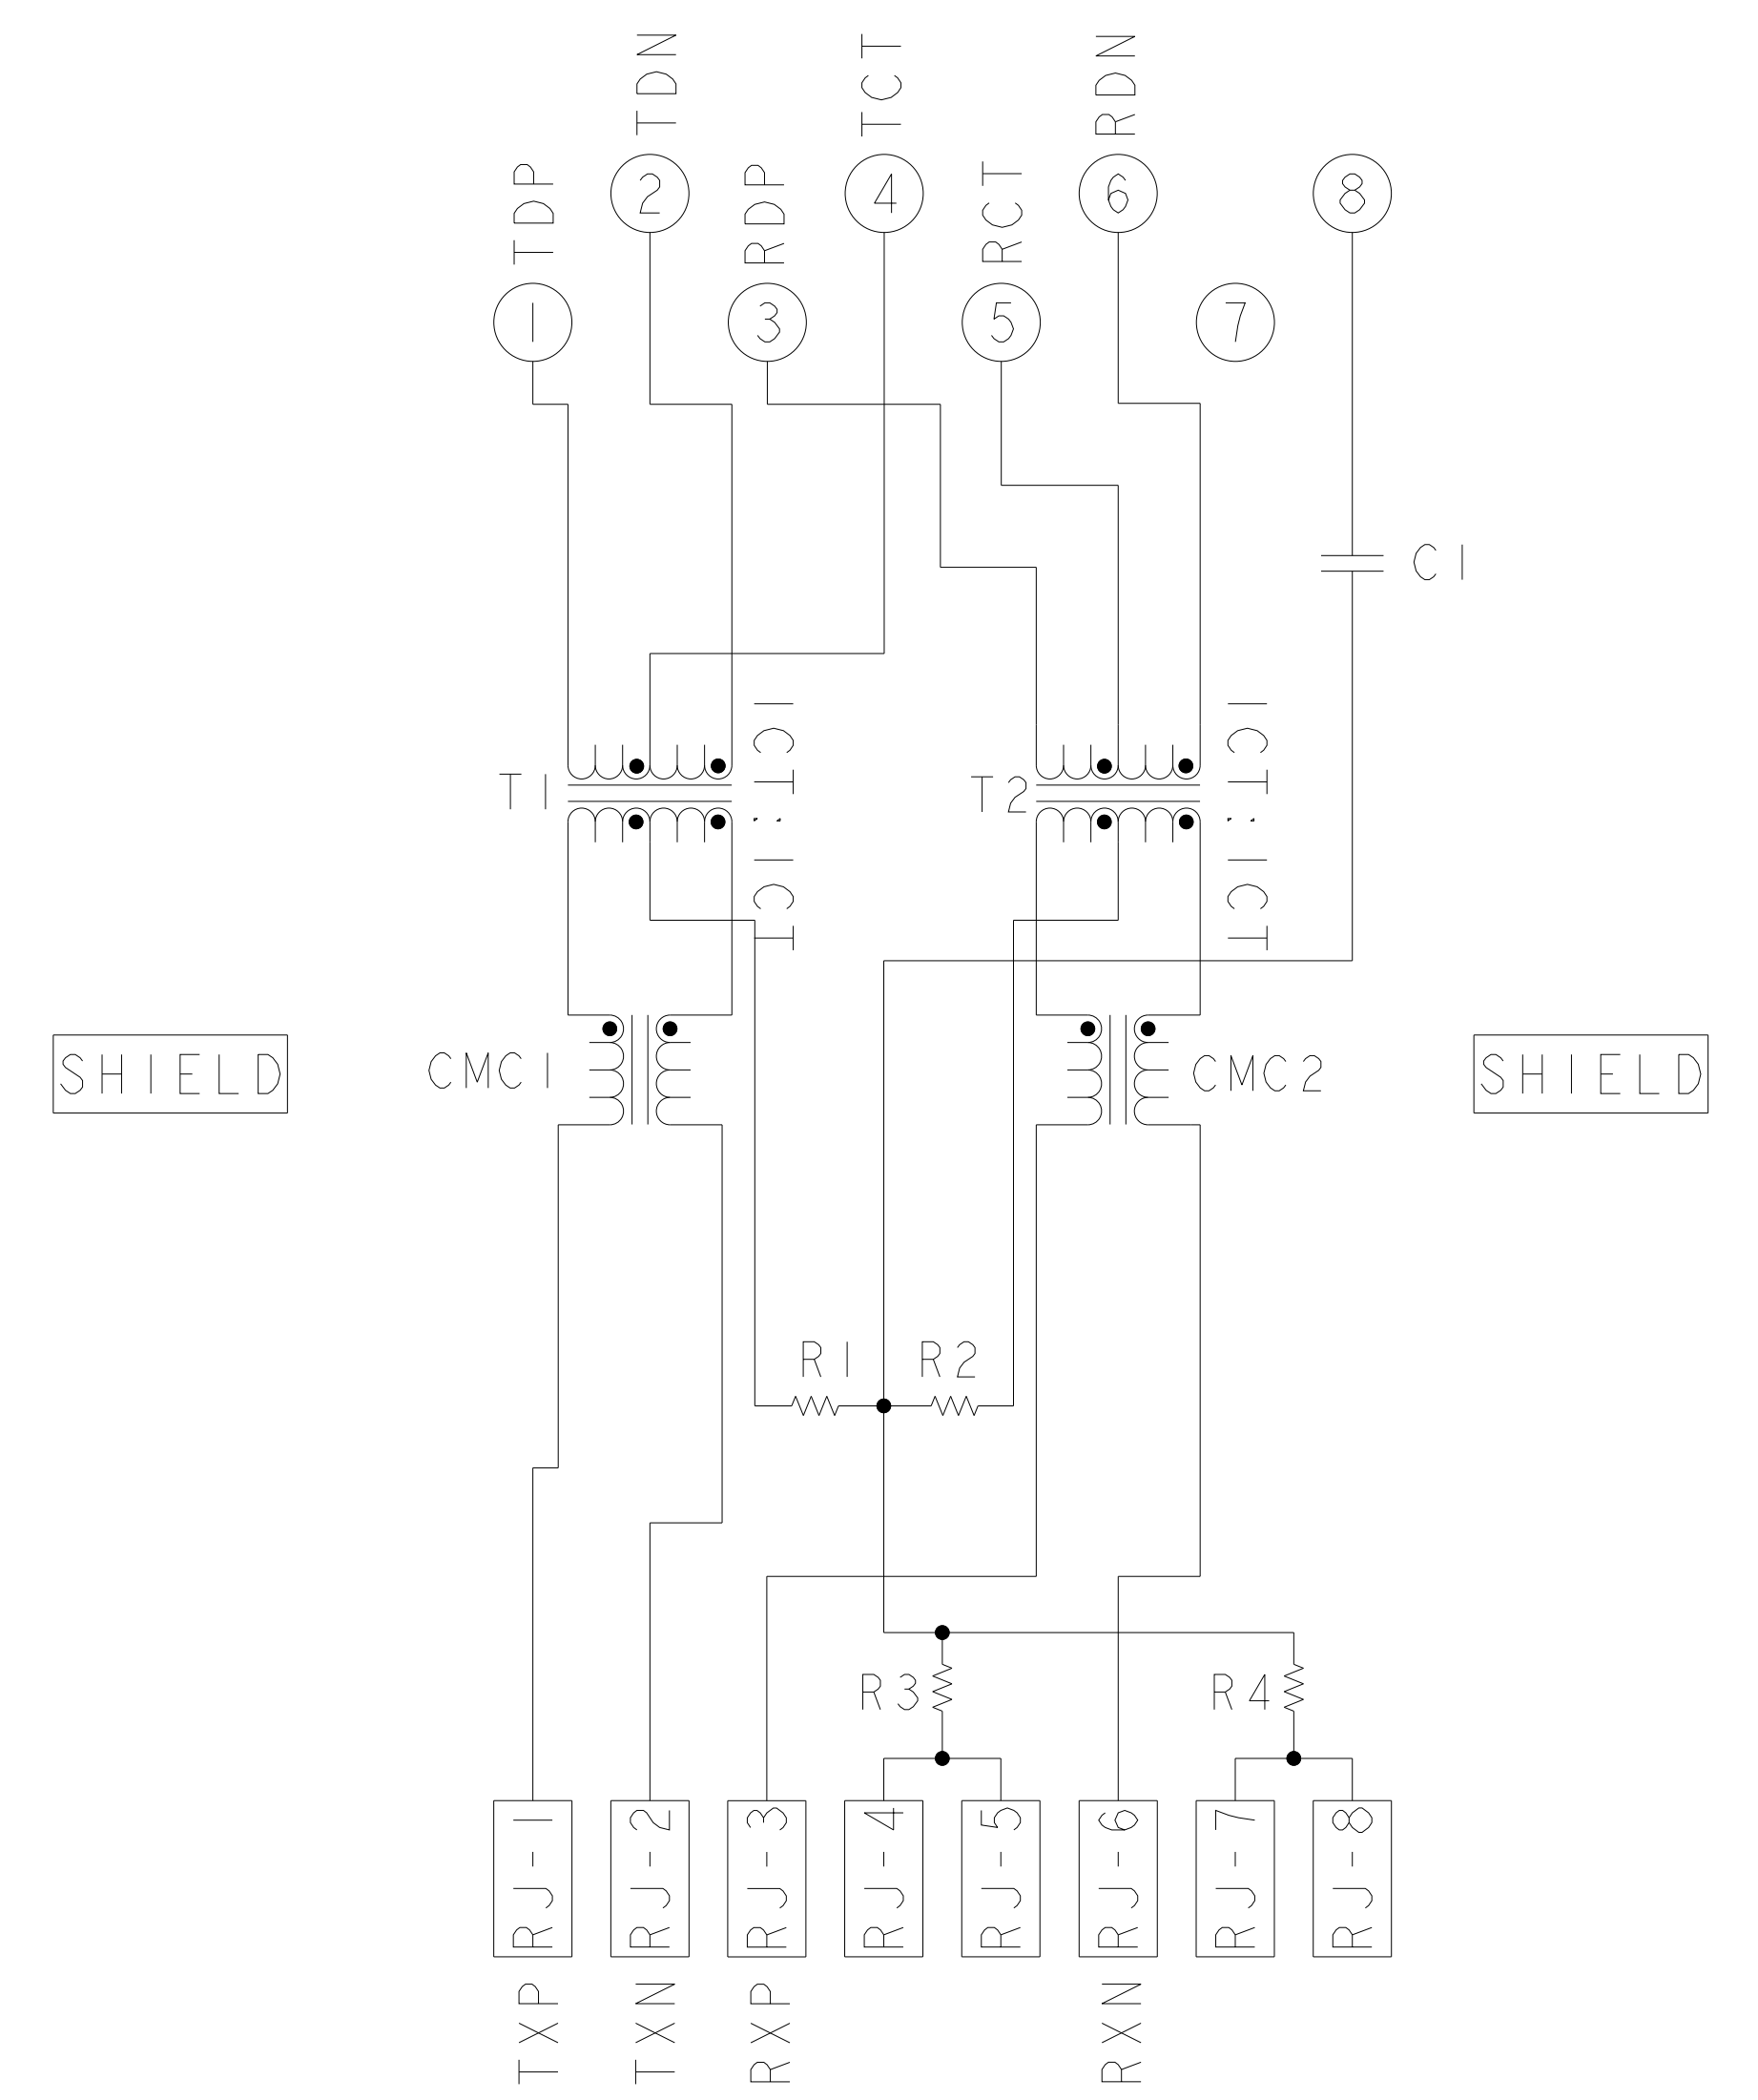 TDN
TCT
RDN
TDP
RDP
RCT
2
4
6
8
1
3
5
7
C1
T1
1CT:1CT
T2
1CT:1CT
SHIELD
CMC1
CMC2
SHIELD
R1
R2
R3
R4
RJ-1
RJ-2
RJ-3
RJ-4
RJ-5
RJ-6
RJ-7
RJ-8
TXP
TXN
RXP
RXN